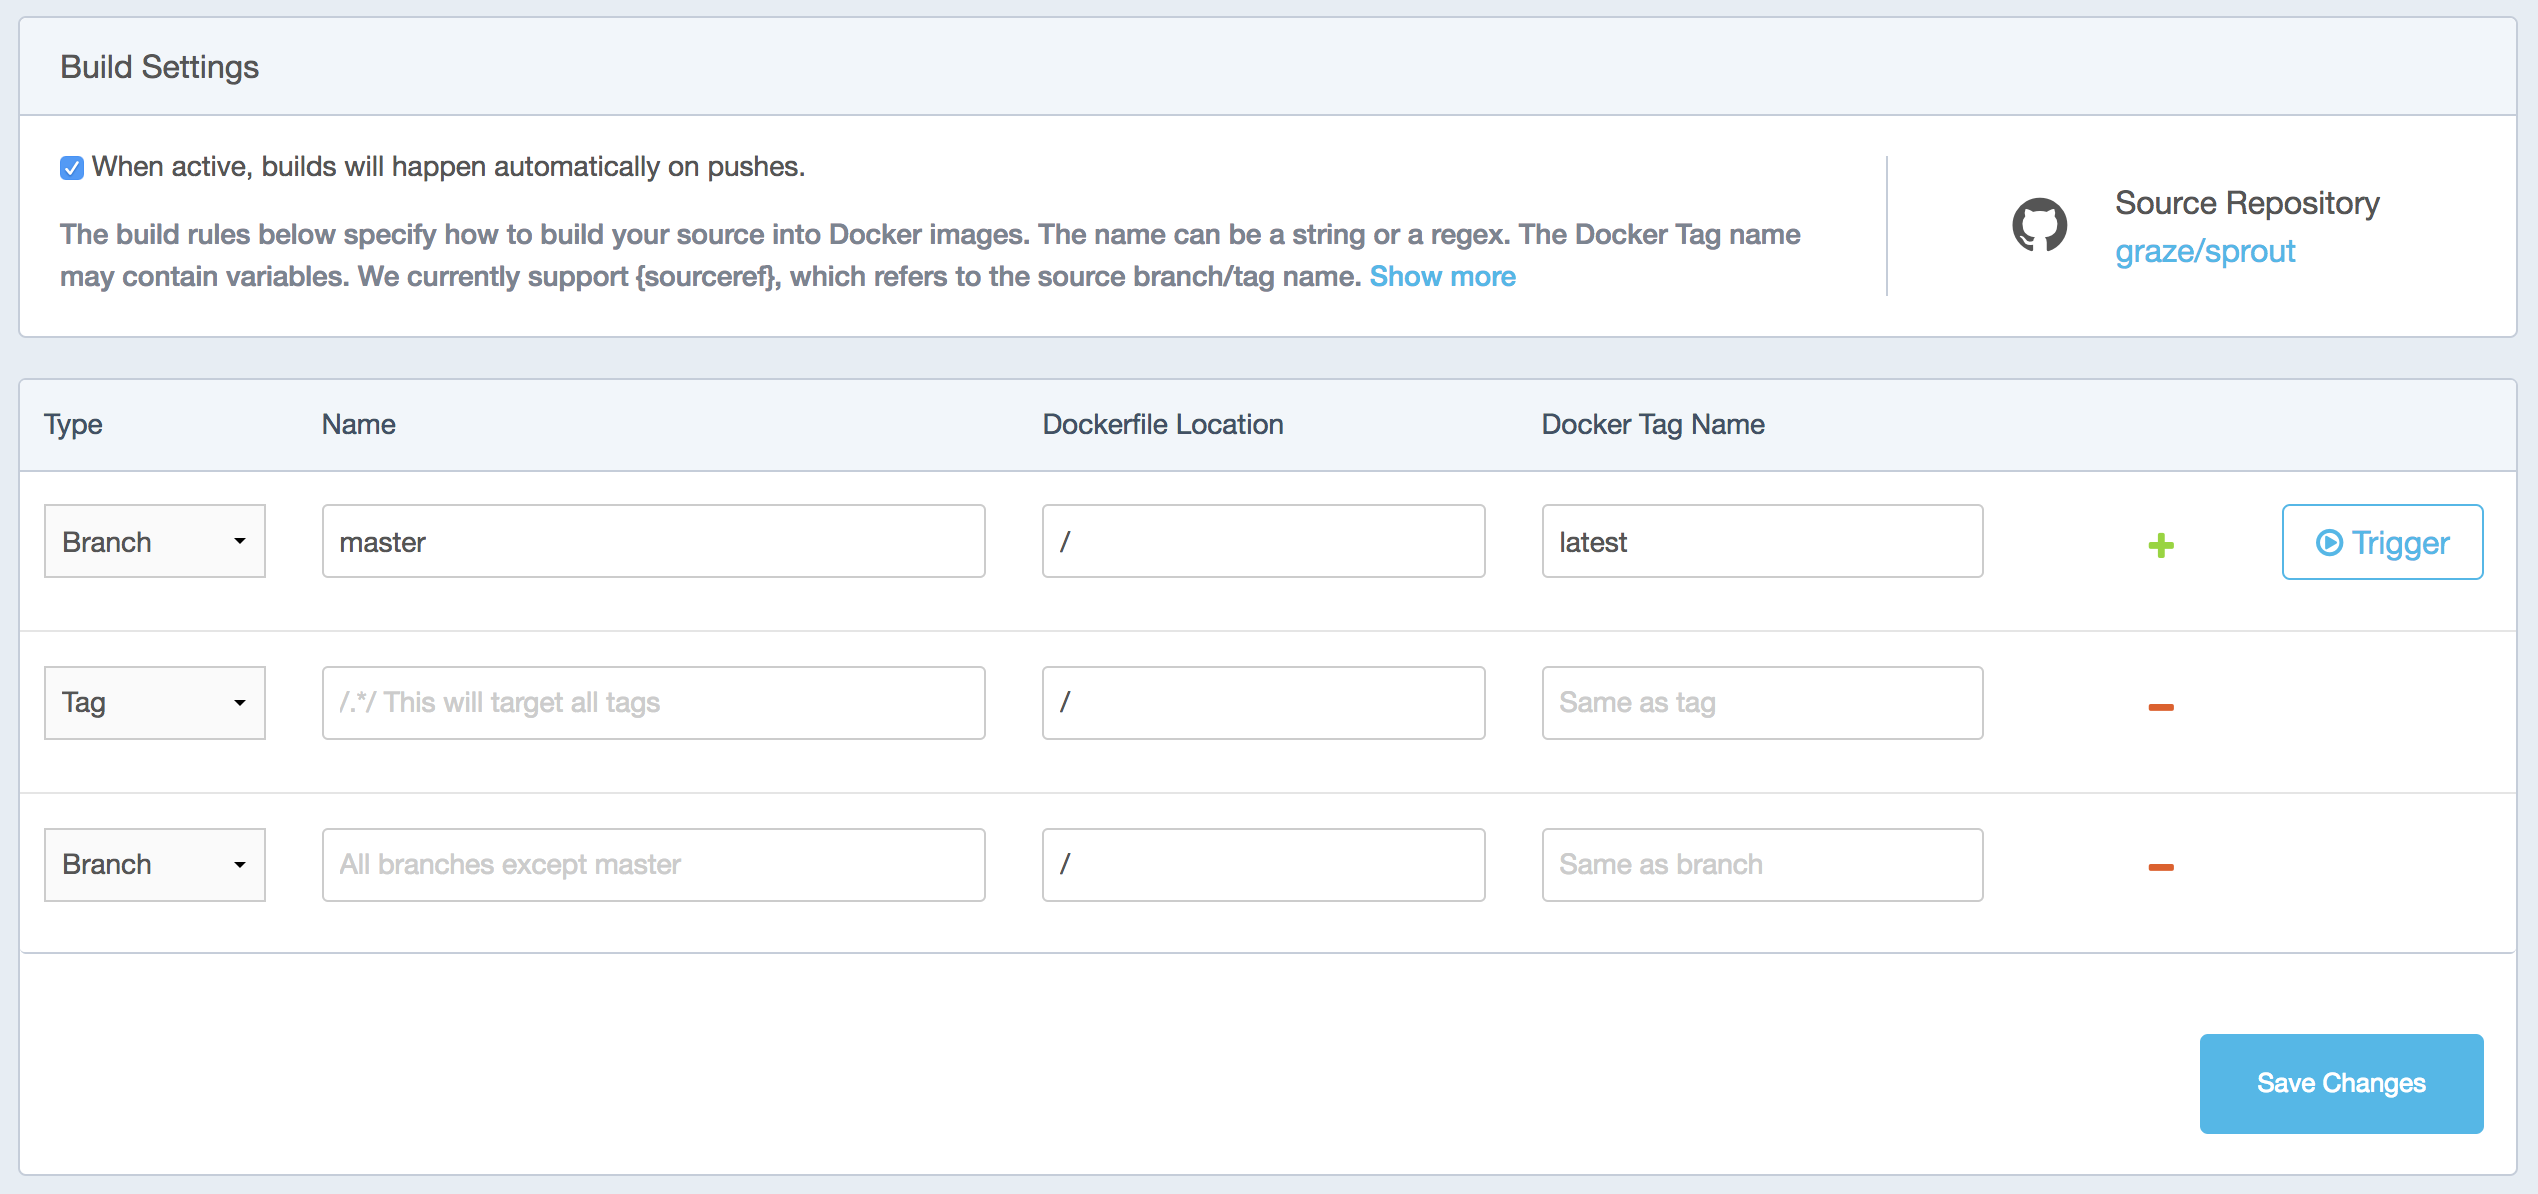 Build Settings
When active, builds will happen automatically on pushes.
The build rules below specify how to build your source into Docker images. The name can be a string or a regex. The Docker Tag name
may contain variables. We currently support {sourceref}, which refers to the source branch/tag name. Show more
Source Repository
graze/sprout
Type Name Dockerfile Location Docker Tag Name
Branch master / latest Trigger
Tag /.*/ This will target all tags / Same as tag
Branch All branches except master / Same as branch
Save Changes